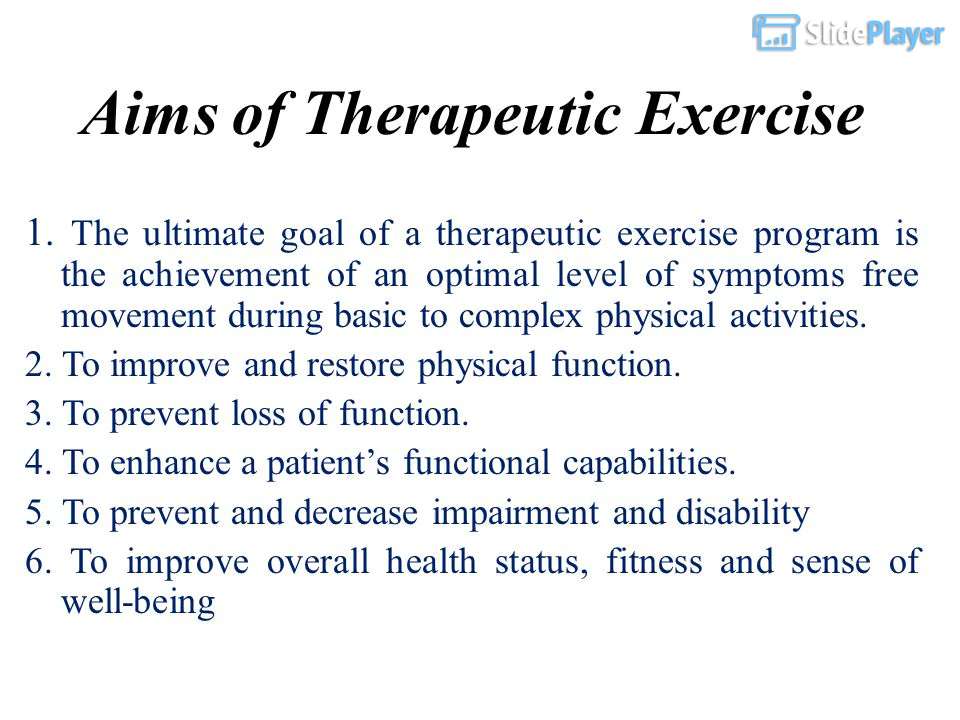 SlidePlayer
Aims of Therapeutic Exercise
1. The ultimate goal of a therapeutic exercise program is
the achievement of an optimal level of symptoms free
movement during basic to complex physical activities.
2. To improve and restore physical function.
3. To prevent loss of function.
4. To enhance a patient’s functional capabilities.
5. To prevent and decrease impairment and disability
6. To improve overall health status, fitness and sense of
well-being